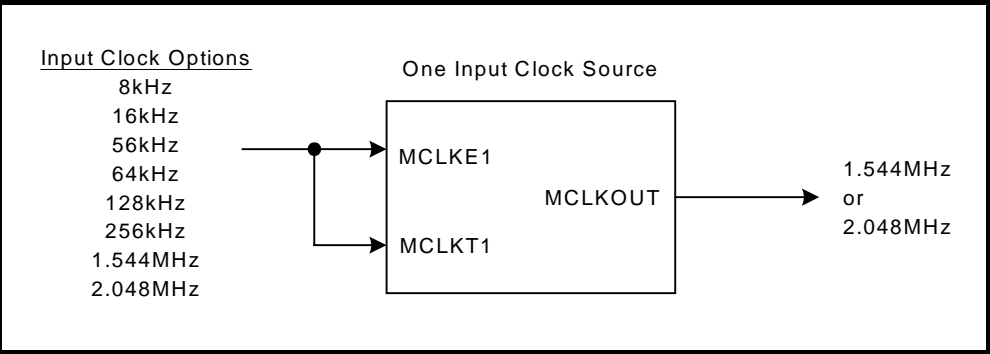 Input Clock Options
8kHz
16kHz
56kHz
64kHz
128kHz
256kHz
1.544MHz
2.048MHz
One Input Clock Source
MCLKE1
MCLKT1
MCLKOUT
1.544MHz
or
2.048MHz